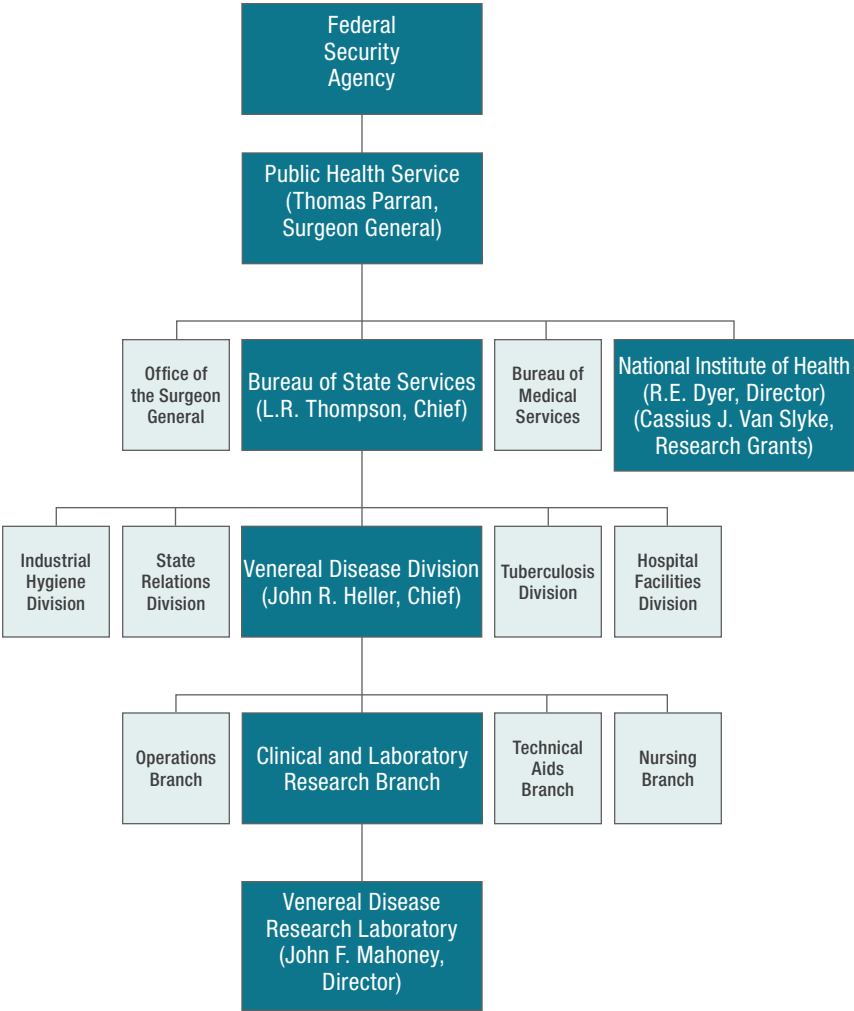 Federal
Security
Agency
Public Health Service
(Thomas Parran,
Surgeon General)
Office of
the Surgeon
General
Bureau of State Services
(L.R. Thompson, Chief)
Bureau of
Medical
Services
National Institute of Health
(R.E. Dyer, Director)
(Cassius J. Van Slyke,
Research Grants)
Industrial
Hygiene
Division
State
Relations
Division
Venereal Disease Division
(John R. Heller, Chief)
Tuberculosis
Division
Hospital
Facilities
Division
Operations
Branch
Clinical and Laboratory
Research Branch
Technical
Aids
Branch
Nursing
Branch
Venereal Disease
Research Laboratory
(John F. Mahoney,
Director)